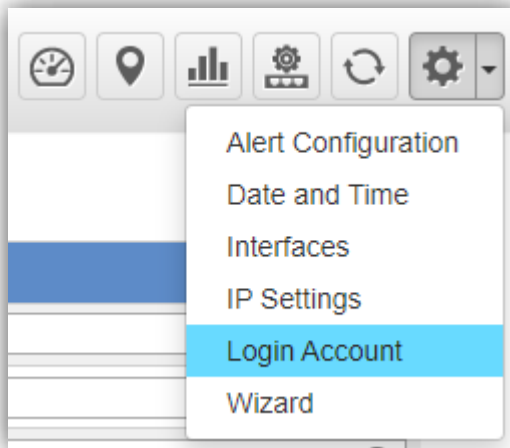 Alert Configuration
Date and Time
Interfaces
IP Settings
Login Account
Wizard